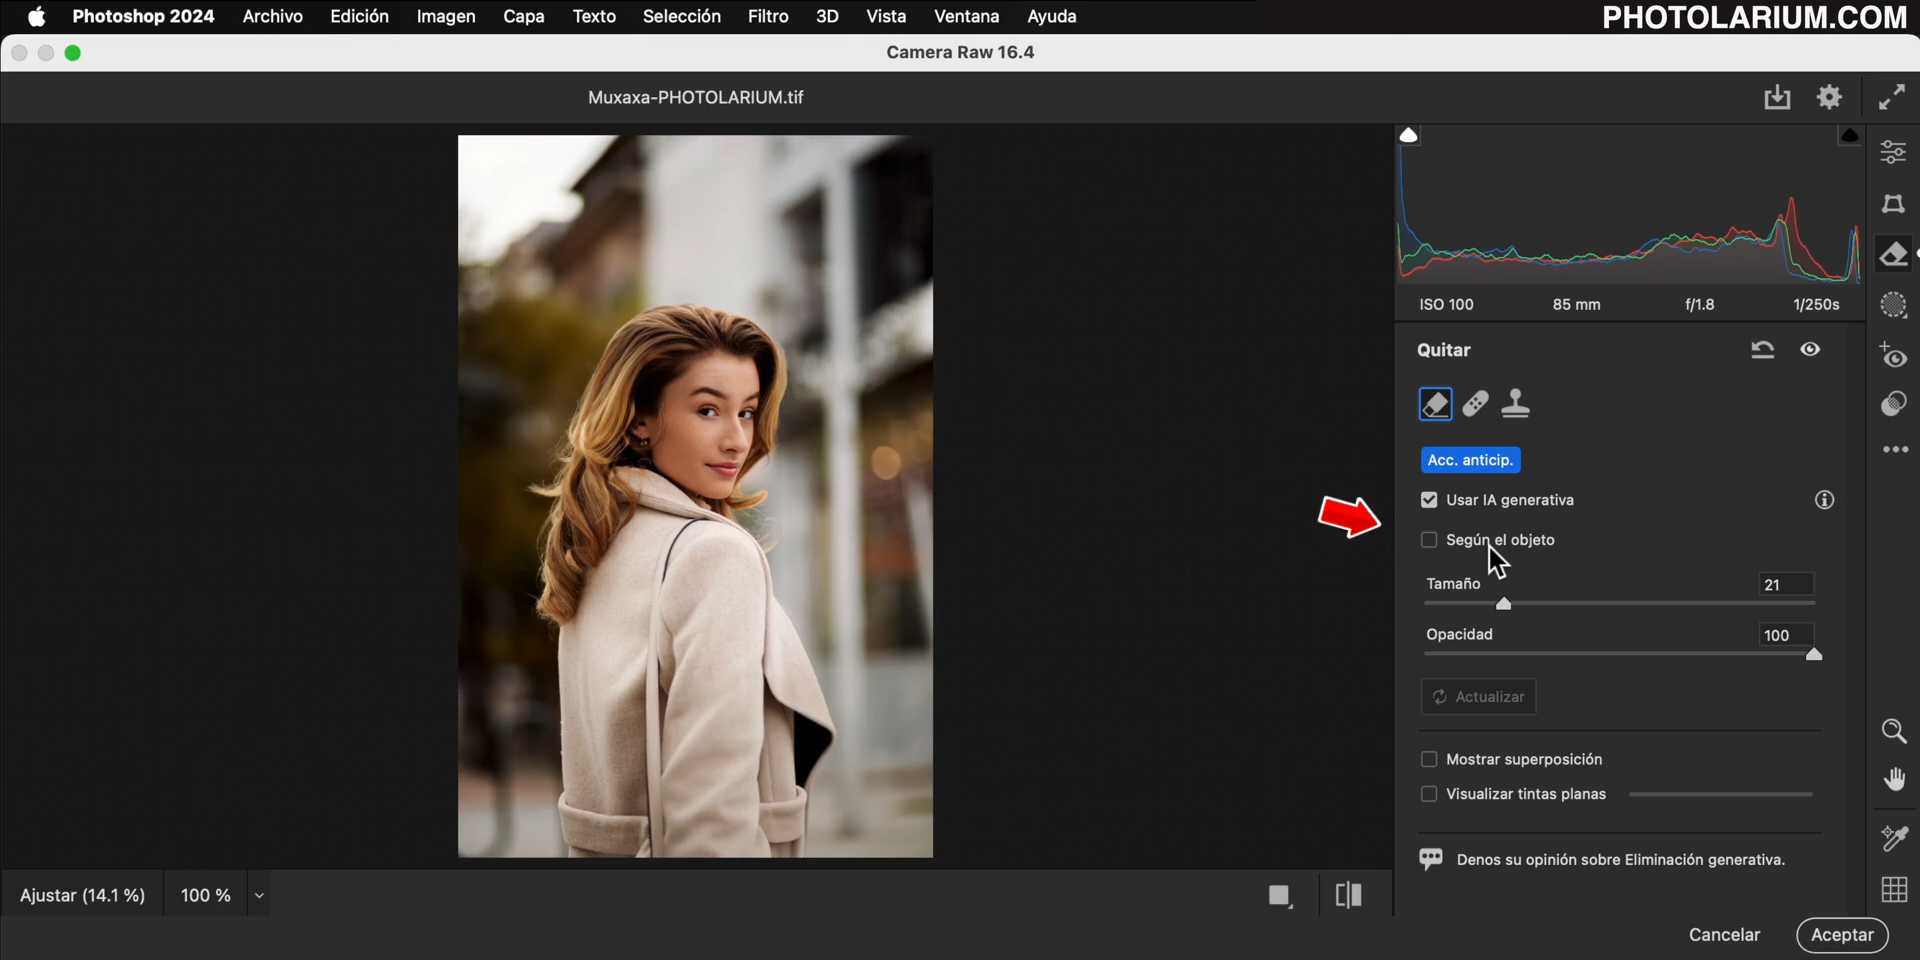 Photoshop 2024 Archivo Edición Imagen Capa Texto Selección Filtro 3D Vista Ventana Ayuda
PHOTOLARIUM.COM
Camera Raw 16.4
Muxaxa-PHOTOLARIUM.tif
ISO 100 85 mm f/1.8 1/250s
Quitar
Acc. anticip.
Usar IA generativa
Según el objeto
Tamaño 21
Opacidad 100
Actualizar
Mostrar superposición
Visualizar tintas planas
Denos su opinión sobre Eliminación generativa.
Ajustar (14.1 %) 100 %
Cancelar Aceptar